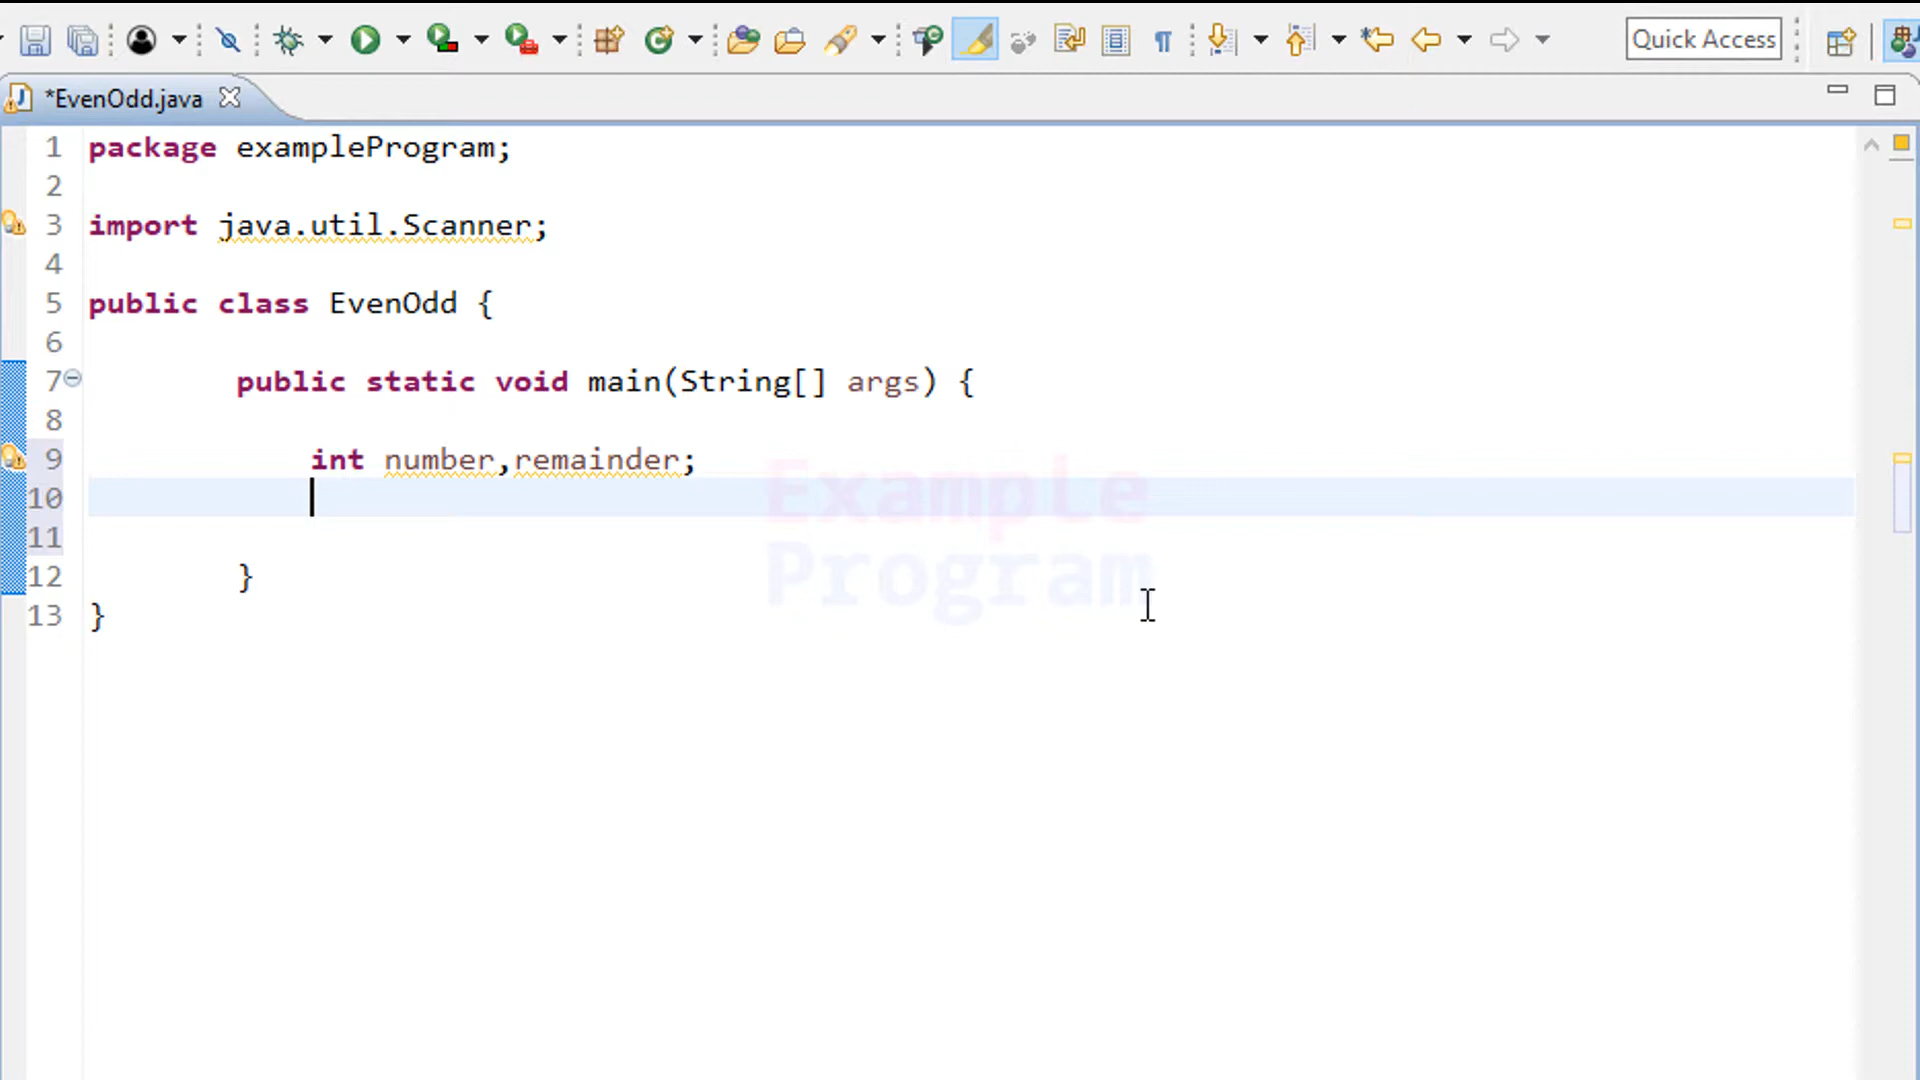 Quick Access
*EvenOdd.java
1 package exampleProgram;
2
3 import java.util.Scanner;
4
5 public class EvenOdd {
6
7 public static void main(String[] args) {
8
9 int number,remainder;
10
11
12 }
13 }
Example
Program